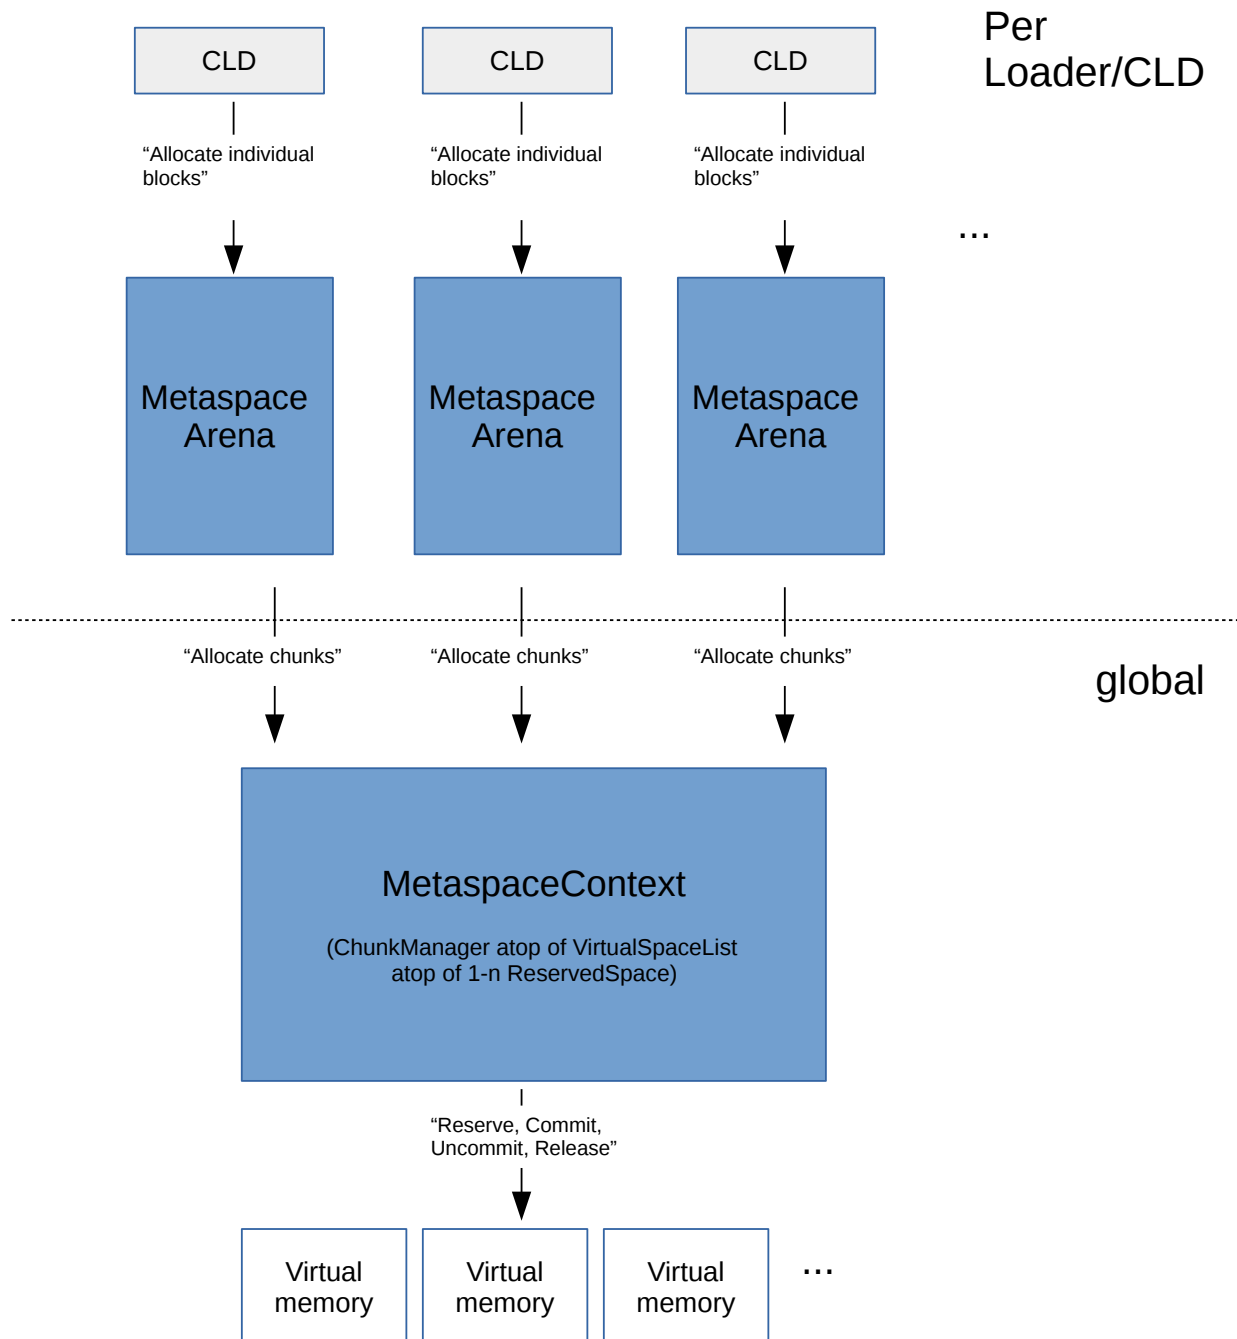 Per
Loader/CLD
CLD
CLD
CLD
“Allocate individual
blocks”
“Allocate individual
blocks”
“Allocate individual
blocks”
...
Metaspace
Arena
Metaspace
Arena
Metaspace
Arena
“Allocate chunks”
“Allocate chunks”
“Allocate chunks”
global
MetaspaceContext
(ChunkManager atop of VirtualSpaceList
atop of 1-n ReservedSpace)
“Reserve, Commit,
Uncommit, Release”
Virtual
memory
Virtual
memory
Virtual
memory
...